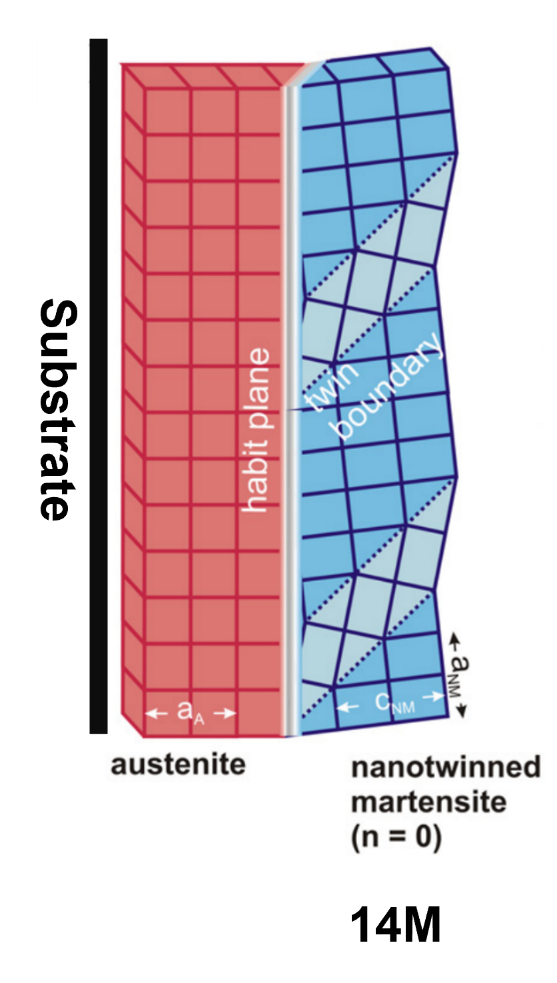 Substrate
habit plane
twin
boundary
a_A
c_NM
a_NM
austenite
nanotwinned
martensite
(n = 0)
14M